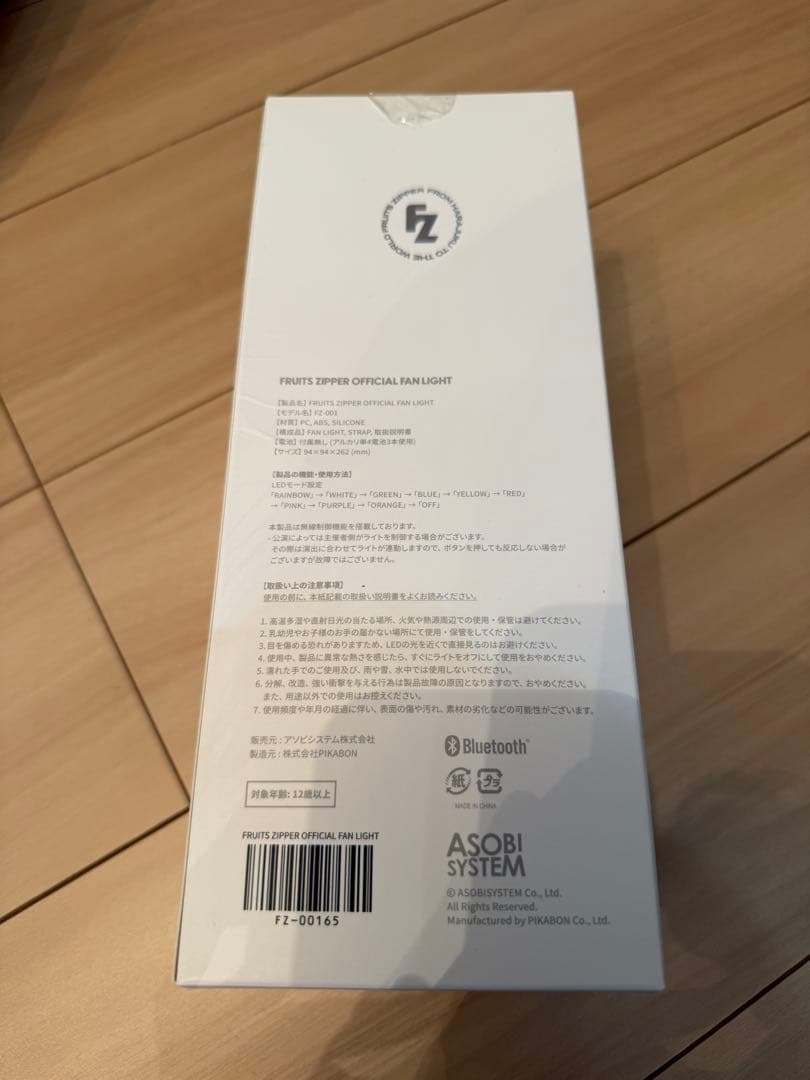 FRUITS ZIPPER FROM HARAJUKU TO THE WORLD
FZ
FRUITS ZIPPER OFFICIAL FAN LIGHT
【製品名】FRUITS ZIPPER OFFICIAL FAN LIGHT
【モデル名】FZ-001
【材質】PC, ABS, SILICONE
【構成品】FAN LIGHT, STRAP, 取扱説明書
【電池】付属無し (アルカリ単4電池3本使用)
【サイズ】94×94×262 (mm)
【製品の機能・使用方法】
LEDモード設定
「RAINBOW」→「WHITE」→「GREEN」→「BLUE」→「YELLOW」→「RED」
→「PINK」→「PURPLE」→「ORANGE」→「OFF」
本製品は無線制御機能を搭載しております。
- 公演によっては主催者側がライトを制御する場合がございます。
その際は演出に合わせてライトが連動しますので、ボタンを押しても反応しない場合が
ございますが故障ではございません。
【取扱い上の注意事項】 -
使用の前に、本紙記載の取扱い説明書をよくお読みください。
1. 高温多湿や直射日光の当たる場所、火気や熱源周辺での使用・保管は避けてください。
2. 乳幼児やお子様のお手の届かない場所にて使用・保管をしてください。
3. 目を傷める恐れがありますため、LEDの光を近くで直接見るのはお避けください。
4. 使用中、製品に異常な熱さを感じたら、すぐにライトをオフにして使用をおやめください。
5. 濡れた手でのご使用及び、雨や雷、水中では使用しないでください。
6. 分解、改造、強い衝撃を与える行為は製品故障の原因となりますので、おやめください。
また、用途以外での使用はお控えください。
7. 使用頻度や年月の経過に伴い、表面の傷や汚れ、素材の劣化などの可能性がございます。
販売元 : アソビシステム株式会社
製造元 : 株式会社PIKABON
Bluetooth®
紙 プラ
MADE IN CHINA
対象年齢: 12歳以上
FRUITS ZIPPER OFFICIAL FAN LIGHT
FZ-00165
ASOBI
SYSTEM
© ASOBISYSTEM Co., Ltd.
All Rights Reserved.
Manufactured by PIKABON Co., Ltd.